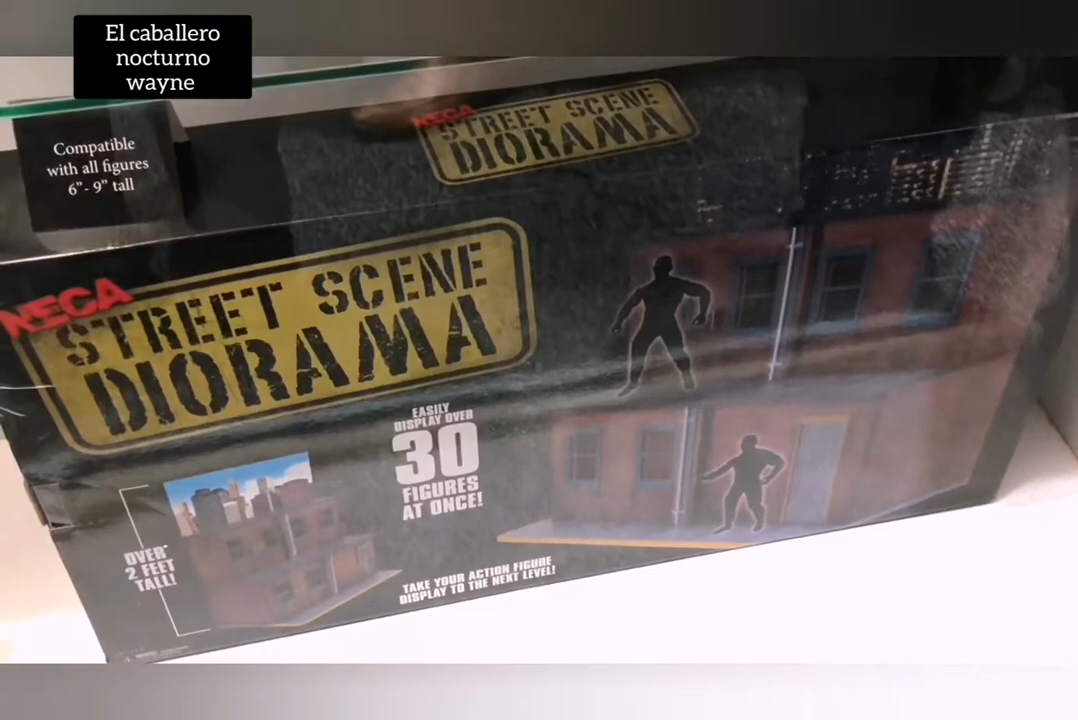 El caballero
nocturno
wayne
Compatible
with all figures
6”- 9” tall
NECA
STREET SCENE
DIORAMA
NECA
STREET SCENE
DIORAMA
EASILY
DISPLAY OVER
30
FIGURES
AT ONCE!
OVER
2 FEET
TALL!
TAKE YOUR ACTION FIGURE
DISPLAY TO THE NEXT LEVEL!